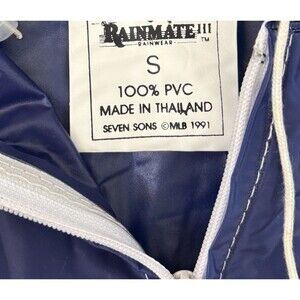 RAINMATE III
RAINWEAR ™
S
100% PVC
MADE IN THAILAND
SEVEN SONS ©MLB 1991